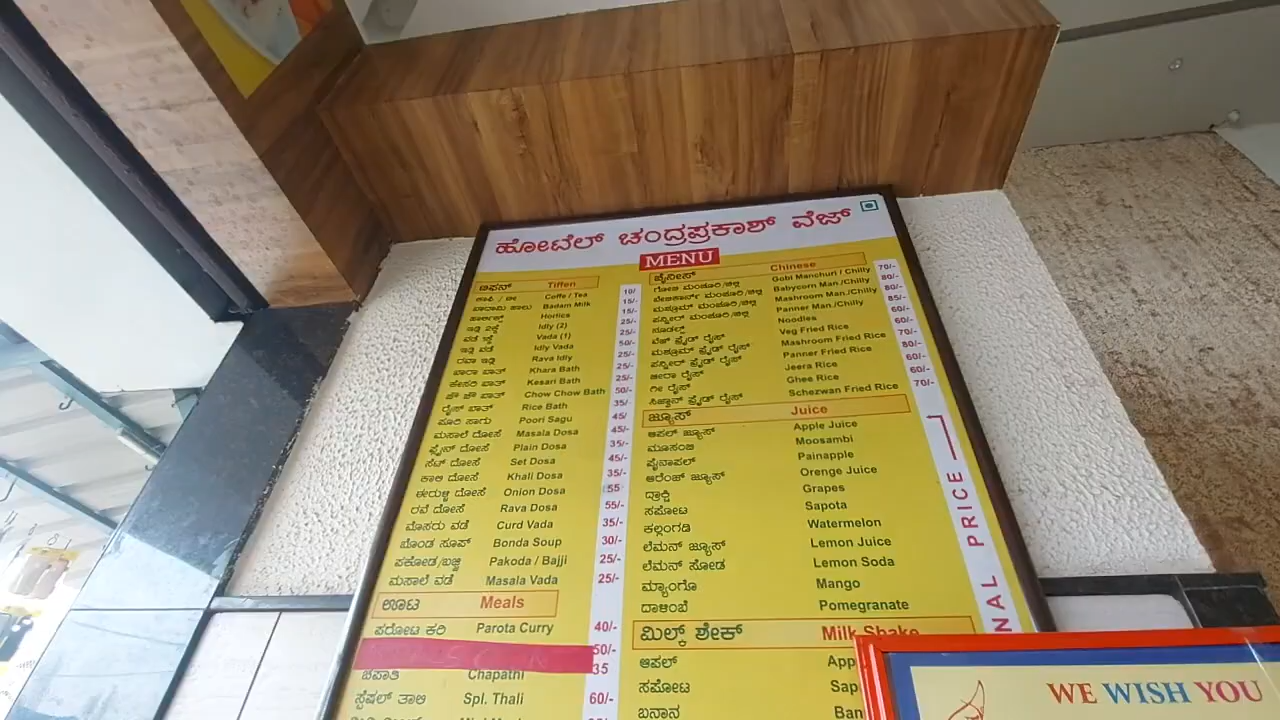 ಹೋಟೆಲ್ ಚಂದ್ರಪ್ರಕಾಶ್ ವೆಜ್
MENU
ಟಿಫನ್ Tiffen
ಕಾಫಿ / ಟೀ Coffe / Tea 10/
ಬಾದಾಮಿ ಹಾಲು Badam Milk 15/-
ಹಾರ್ಲಿಕ್ಸ್ Horlics 15/-
ಇಡ್ಲಿ Idly (2) 25/-
ವಡೆ Vada (1) 25/-
ಇಡ್ಲಿ ವಡೆ Idly Vada 50/-
ರವಾ ಇಡ್ಲಿ Rava Idly 25/-
ಖಾರಾ ಬಾತ್ Khara Bath 25/-
ಕೇಸರಿ ಬಾತ್ Kesari Bath 25/-
ಚೌ ಚೌ ಬಾತ್ Chow Chow Bath 50/-
ರೈಸ್ ಬಾತ್ Rice Bath 35/
ಪೂರಿ ಸಾಗು Poori Sagu 45/
ಮಸಾಲೆ ದೋಸೆ Masala Dosa 45/-
ಪ್ಲೈನ್ ದೋಸೆ Plain Dosa 35/-
ಸೆಟ್ ದೋಸೆ Set Dosa 45/-
ಖಾಲಿ ದೋಸೆ Khali Dosa 35/-
ಈರುಳ್ಳಿ ದೋಸೆ Onion Dosa 55
ರವೆ ದೋಸೆ Rava Dosa 55/-
ಮೊಸರು ವಡೆ Curd Vada 35/-
ಬೊಂಡ ಸೂಪ್ Bonda Soup 30/-
ಪಕೋಡ/ಬಜ್ಜಿ Pakoda / Bajji 25/-
ಮಸಾಲೆ ವಡೆ Masala Vada 25/-
ಊಟ Meals
ಪರೋಟ ಕರಿ Parota Curry 40/-
50/-
ಚಪಾತಿ Chapathi 35
ಸ್ಪೆಷಲ್ ತಾಲಿ Spl. Thali 60/-
ಚೈನೀಸ್ Chinese
ಗೋಬಿ ಮಂಚೂರಿ/ಚಿಲ್ಲಿ Gobi Manchuri / Chilly 70/-
ಬೇಬಿಕಾರ್ನ್ ಮಂಚೂರಿ/ಚಿಲ್ಲಿ Babycorn Man./Chilly 80/-
ಮಶ್ರೂಮ್ ಮಂಚೂರಿ/ಚಿಲ್ಲಿ Mashroom Man./Chilly 80/-
ಪನ್ನೀರ್ ಮಂಚೂರಿ/ಚಿಲ್ಲಿ Panner Man./Chilly 85/-
ನೂಡಲ್ಸ್ Noodles 60/-
ವೆಜ್ ಫ್ರೈಡ್ ರೈಸ್ Veg Fried Rice 60/-
ಮಶ್ರೂಮ್ ಫ್ರೈಡ್ ರೈಸ್ Mashroom Fried Rice 70/-
ಪನ್ನೀರ್ ಫ್ರೈಡ್ ರೈಸ್ Panner Fried Rice 80/-
ಜೀರಾ ರೈಸ್ Jeera Rice 60/-
ಗೀ ರೈಸ್ Ghee Rice 60/-
ಸಿಜ್ವಾನ್ ಫ್ರೈಡ್ ರೈಸ್ Schezwan Fried Rice 70/-
ಜ್ಯೂಸ್ Juice
ಆಪಲ್ ಜ್ಯೂಸ್ Apple Juice
ಮೂಸಂಬಿ Moosambi
ಪೈನಾಪಲ್ Painapple
ಆರೆಂಜ್ ಜ್ಯೂಸ್ Orenge Juice
ದ್ರಾಕ್ಷಿ Grapes
ಸಪೋಟ Sapota
ಕಲ್ಲಂಗಡಿ Watermelon
ಲೆಮನ್ ಜ್ಯೂಸ್ Lemon Juice
ಲೆಮನ್ ಸೋಡ Lemon Soda
ಮ್ಯಾಂಗೊ Mango
ದಾಳಿಂಬೆ Pomegranate
ಮಿಲ್ಕ್ ಶೇಕ್ Milk Shake
ಆಪಲ್ App
ಸಪೋಟ Sap
ಬನಾನ Ban
NAL PRICE
WE WISH YOU